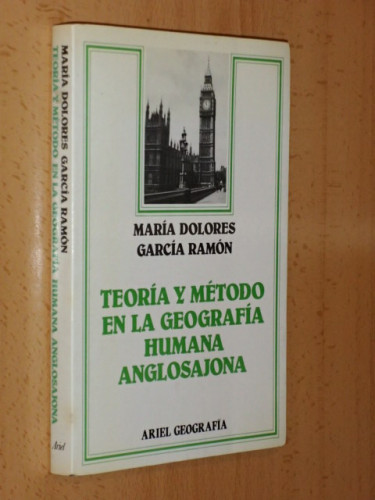 MARÍA DOLORES GARCÍA RAMÓN
TEORÍA Y MÉTODO EN LA GEOGRAFÍA HUMANA ANGLOSAJONA
Ariel
MARÍA DOLORES
GARCÍA RAMÓN
TEORÍA Y MÉTODO
EN LA GEOGRAFÍA
HUMANA
ANGLOSAJONA
ARIEL GEOGRAFÍA